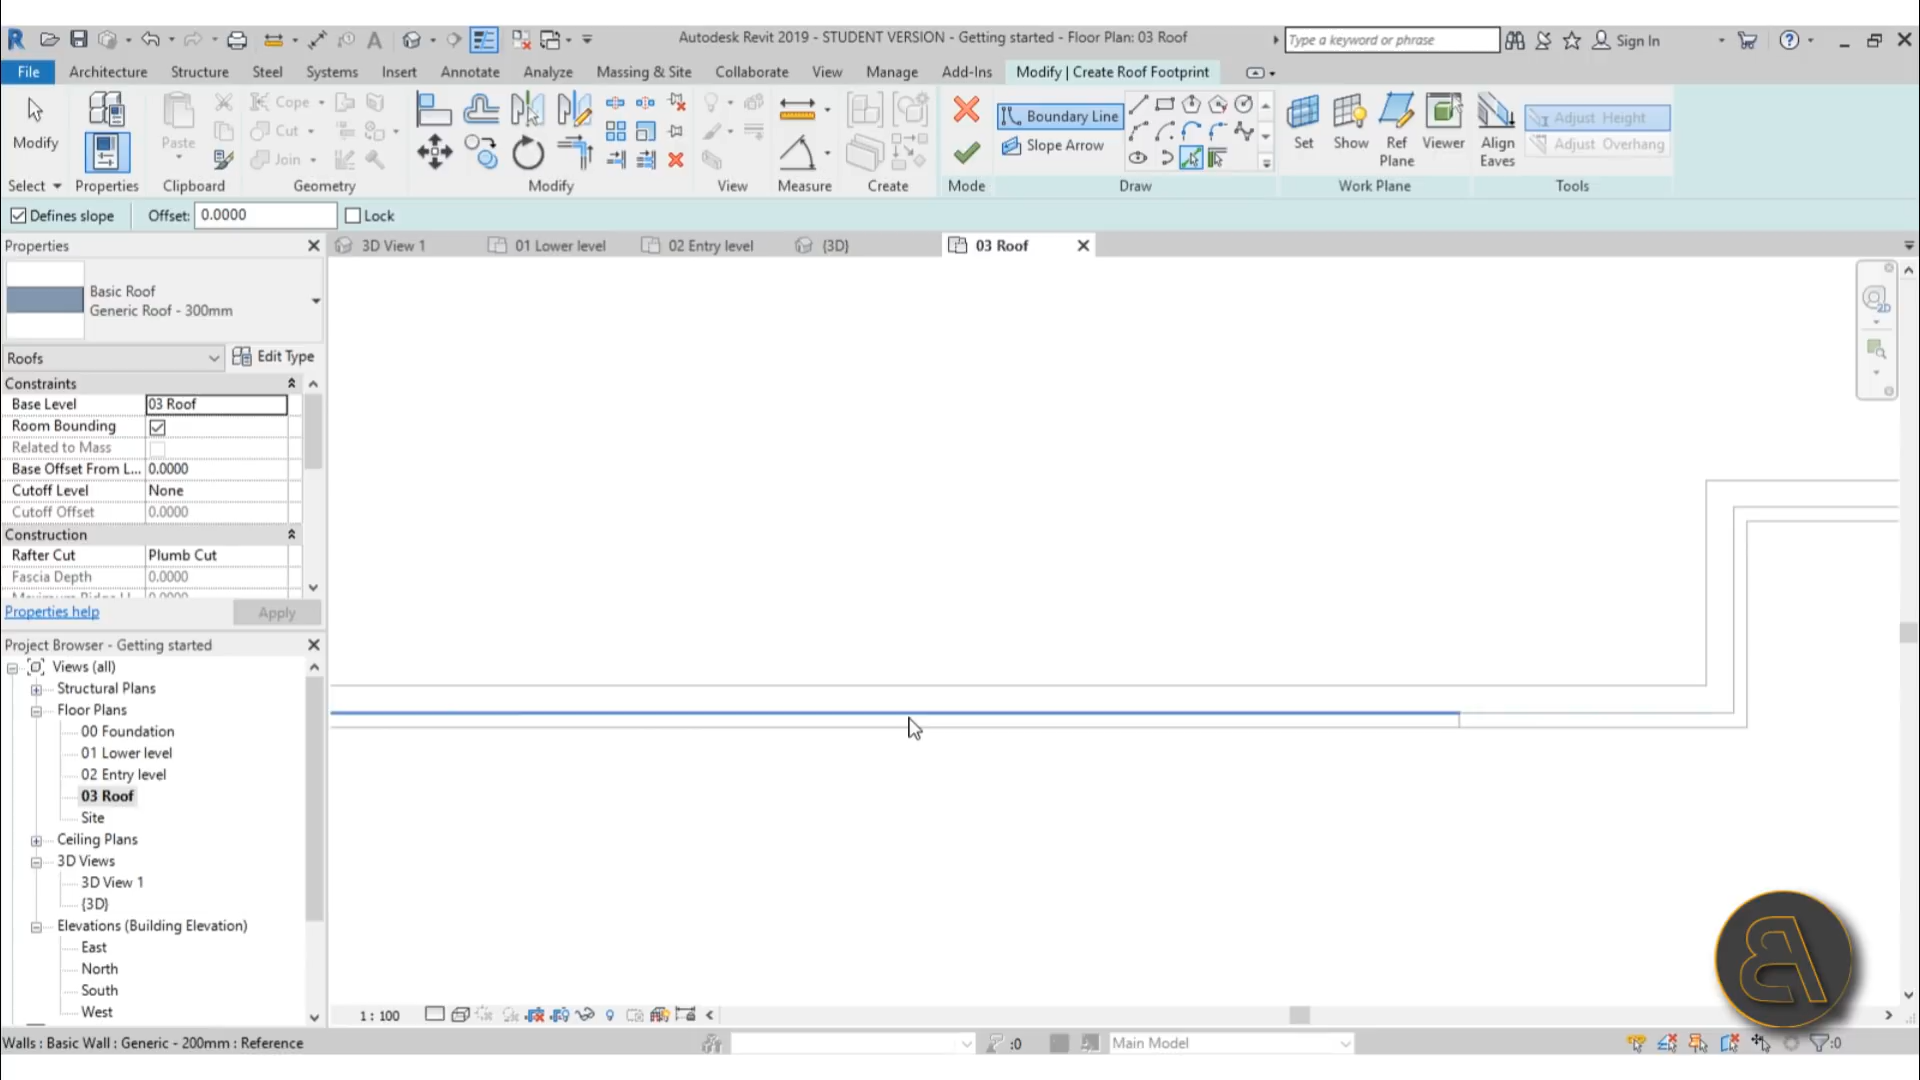 Autodesk Revit 2019 - STUDENT VERSION - Getting started - Floor Plan: 03 Roof
Type a keyword or phrase
Sign In
File Architecture Structure Steel Systems Insert Annotate Analyze Massing & Site Collaborate View Manage Add-Ins Modify | Create Roof Footprint
Cope
Boundary Line
Adjust Height
Cut
Modify Paste
Set Show Ref Plane Viewer Align Eaves
Slope Arrow
Adjust Overhang
Join
Select Properties Clipboard Geometry Modify View Measure Create Mode Draw Work Plane Tools
Defines slope Offset: 0.0000 Lock
Properties
3D View 1 01 Lower level 02 Entry level {3D} 03 Roof
2D
Basic Roof
Generic Roof - 300mm
Roofs Edit Type
Constraints
Base Level 03 Roof
Room Bounding
Related to Mass
Base Offset From L... 0.0000
Cutoff Level None
Cutoff Offset 0.0000
Construction
Rafter Cut Plumb Cut
Fascia Depth 0.0000
Properties help Apply
Project Browser - Getting started
Views (all)
Structural Plans
Floor Plans
00 Foundation
01 Lower level
02 Entry level
03 Roof
Site
Ceiling Plans
3D Views
3D View 1
{3D}
Elevations (Building Elevation)
East
North
South
West
1 : 100
Walls : Basic Wall : Generic - 200mm : Reference
:0 Main Model :0